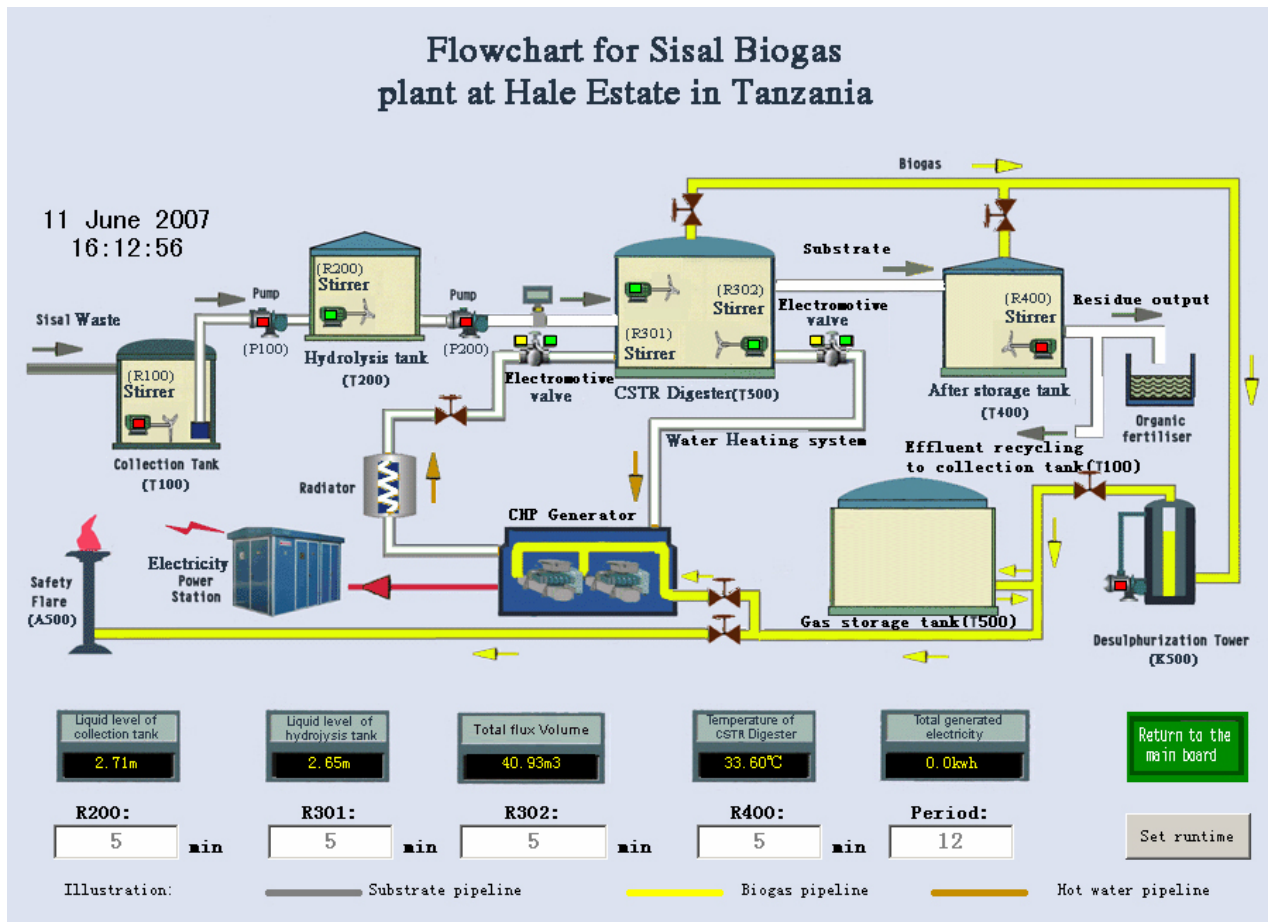 Flowchart for Sisal Biogas
plant at Hale Estate in Tanzania
Biogas
11 June 2007
16:12:56
Substrate
(R200)
Stirrer
Pump
Pump
(R302)
Stirrer
Electromotive
valve
(R400)
Stirrer
Residue output
Sisal Waste
(P100)
(P200)
(R301)
Stirrer
Hydrolysis tank
(T200)
Electromotive
valve
CSTR Digester(T500)
After storage tank
(T400)
(R100)
Stirrer
Organic
fertiliser
Collection Tank
(T100)
Water Heating system
Effluent recycling
to collection tank(T100)
Radiator
CHP Generator
Electricity
Power
Station
Safety
Flare
(A500)
Gas storage tank(T500)
Desulphurization Tower
(K500)
Liquid level of
collection tank
2.71m
Liquid level of
hydrojysis tank
2.65m
Total flux Volume
40.93m3
Temperature of
CSTR Digester
33.60℃
Total generated
electricity
0.0kwh
Return to the
main board
R200:
5 min
R301:
5 min
R302:
5 min
R400:
5 min
Period:
12
Set runtime
Illustration:
Substrate pipeline
Biogas pipeline
Hot water pipeline